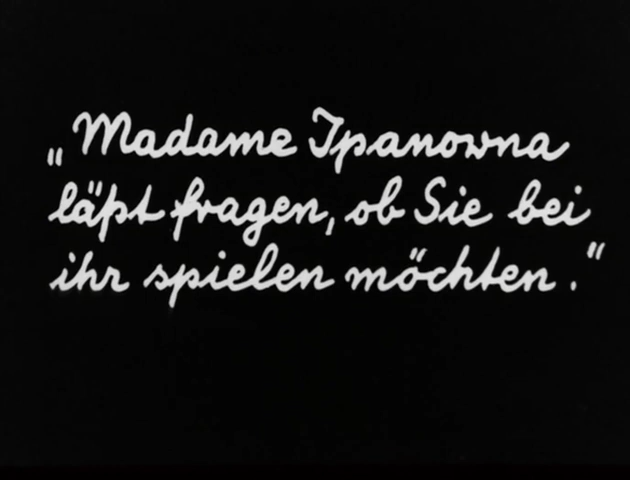 „Madame Ipanowna
läßt fragen, ob Sie bei
ihr spielen möchten.“